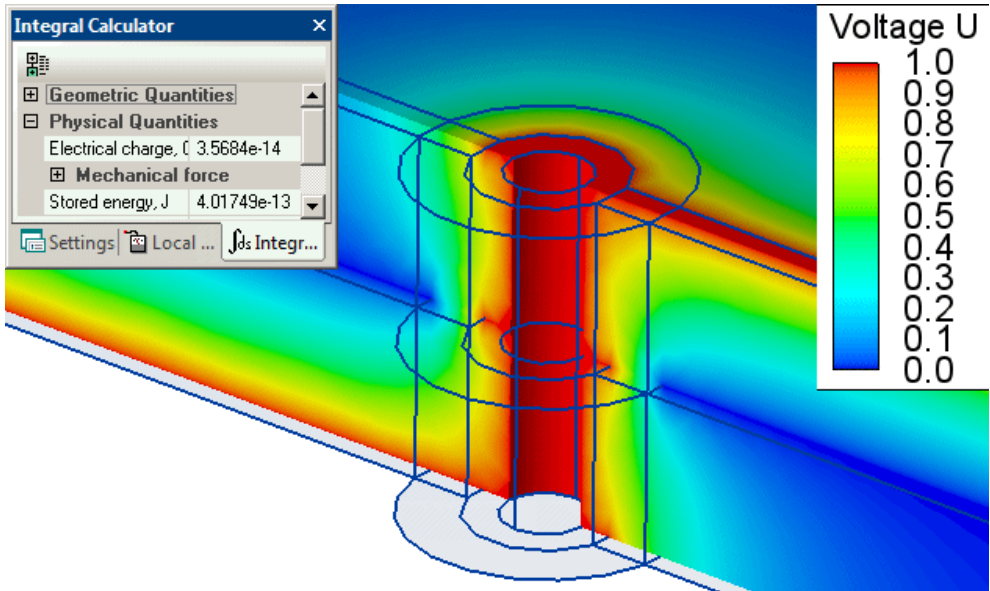 Integral Calculator
Geometric Quantities
Physical Quantities
Electrical charge, 3.5684e-14
Mechanical force
Stored energy, J 4.01749e-13
Settings Local ... ∫ds Integr...
Voltage U
1.0
0.9
0.8
0.7
0.6
0.5
0.4
0.3
0.2
0.1
0.0